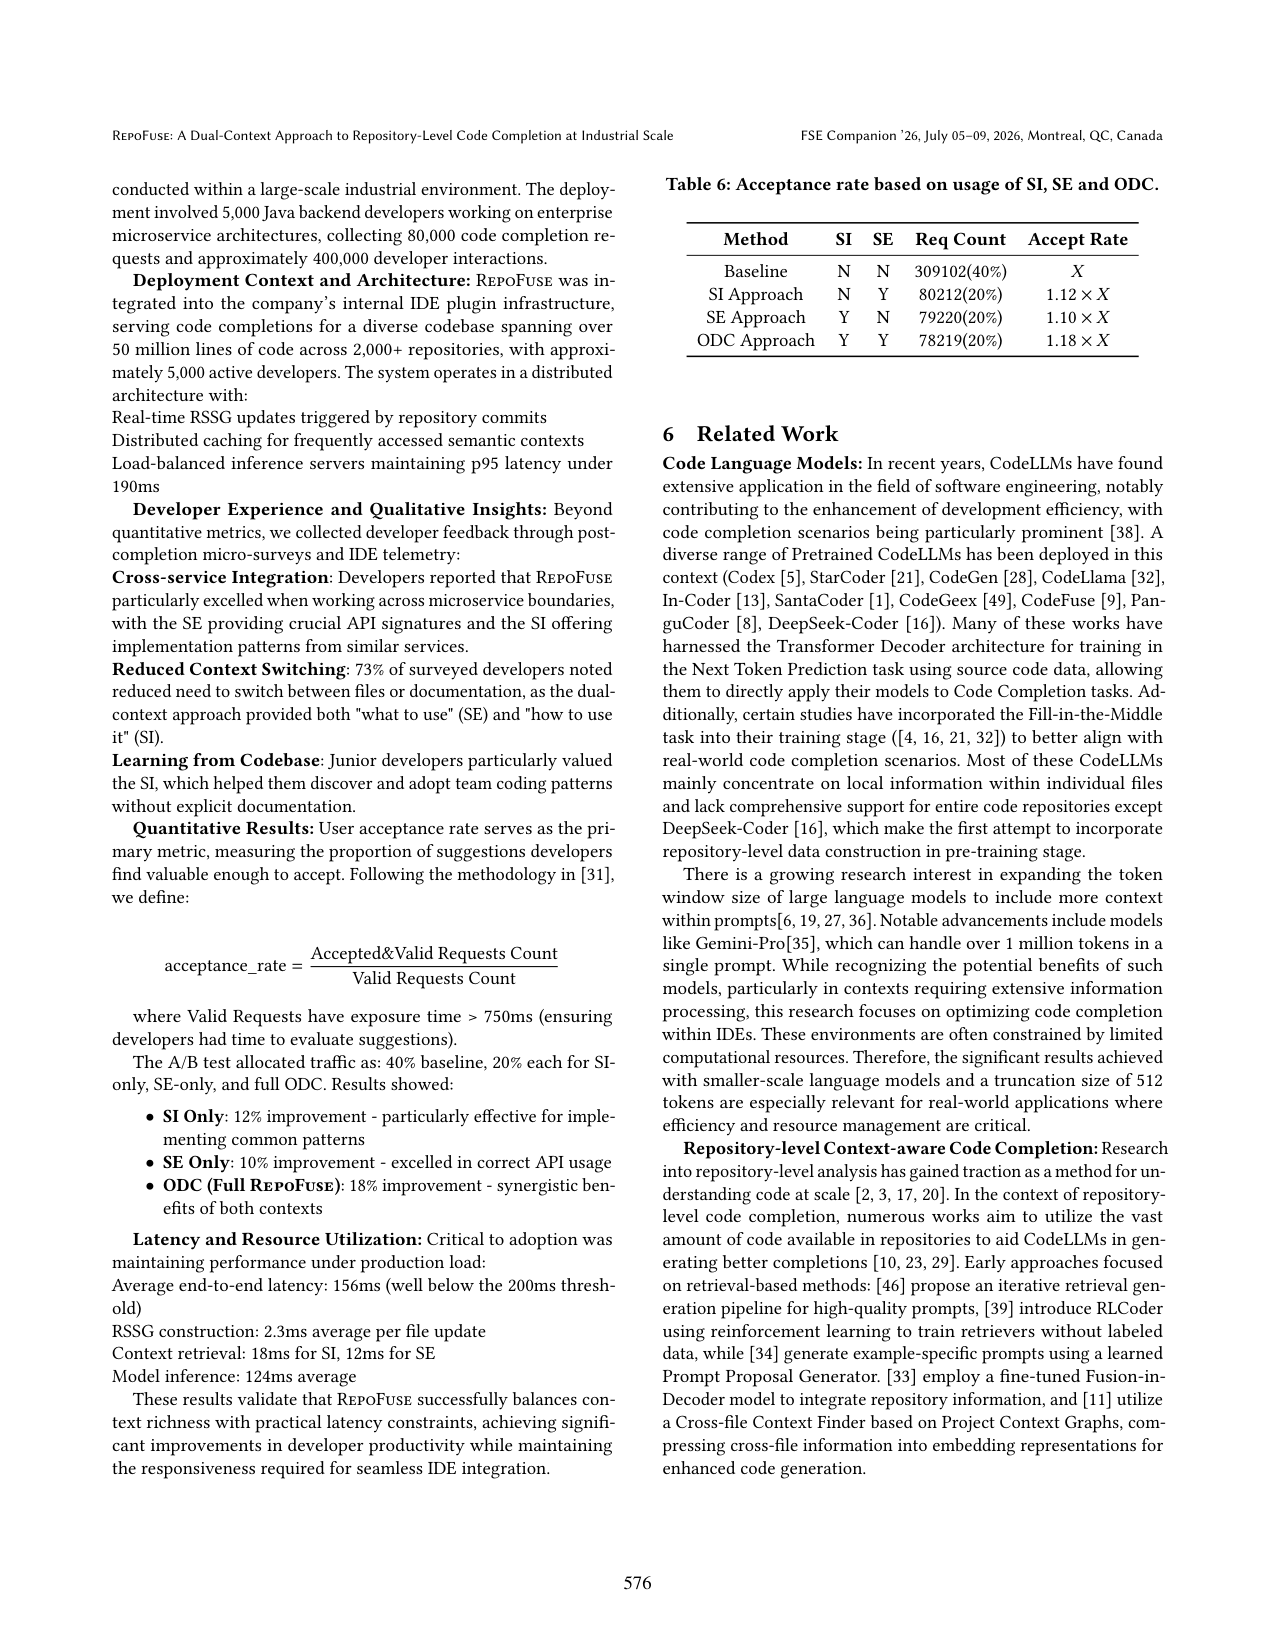 REPOFUSE: A Dual-Context Approach to Repository-Level Code Completion at Industrial Scale
FSE Companion '26, July 05–09, 2026, Montreal, QC, Canada
conducted within a large-scale industrial environment. The deploy-
ment involved 5,000 Java backend developers working on enterprise
microservice architectures, collecting 80,000 code completion re-
quests and approximately 400,000 developer interactions.
Deployment Context and Architecture: REPOFUSE was in-
tegrated into the company's internal IDE plugin infrastructure,
serving code completions for a diverse codebase spanning over
50 million lines of code across 2,000+ repositories, with approxi-
mately 5,000 active developers. The system operates in a distributed
architecture with:
Real-time RSSG updates triggered by repository commits
Distributed caching for frequently accessed semantic contexts
Load-balanced inference servers maintaining p95 latency under
190ms
Developer Experience and Qualitative Insights: Beyond
quantitative metrics, we collected developer feedback through post-
completion micro-surveys and IDE telemetry:
Cross-service Integration: Developers reported that REPOFUSE
particularly excelled when working across microservice boundaries,
with the SE providing crucial API signatures and the SI offering
implementation patterns from similar services.
Reduced Context Switching: 73% of surveyed developers noted
reduced need to switch between files or documentation, as the dual-
context approach provided both "what to use" (SE) and "how to use
it" (SI).
Learning from Codebase: Junior developers particularly valued
the SI, which helped them discover and adopt team coding patterns
without explicit documentation.
Quantitative Results: User acceptance rate serves as the pri-
mary metric, measuring the proportion of suggestions developers
find valuable enough to accept. Following the methodology in [31],
we define:
acceptance_rate = Accepted&Valid Requests Count
Valid Requests Count
where Valid Requests have exposure time > 750ms (ensuring
developers had time to evaluate suggestions).
The A/B test allocated traffic as: 40% baseline, 20% each for SI-
only, SE-only, and full ODC. Results showed:
• SI Only: 12% improvement - particularly effective for imple-
menting common patterns
• SE Only: 10% improvement - excelled in correct API usage
• ODC (Full REPOFUSE): 18% improvement - synergistic ben-
efits of both contexts
Latency and Resource Utilization: Critical to adoption was
maintaining performance under production load:
Average end-to-end latency: 156ms (well below the 200ms thresh-
old)
RSSG construction: 2.3ms average per file update
Context retrieval: 18ms for SI, 12ms for SE
Model inference: 124ms average
These results validate that REPOFUSE successfully balances con-
text richness with practical latency constraints, achieving signifi-
cant improvements in developer productivity while maintaining
the responsiveness required for seamless IDE integration.
Table 6: Acceptance rate based on usage of SI, SE and ODC.
Method SI SE Req Count Accept Rate
Baseline N N 309102(40%) X
SI Approach N Y 80212(20%) 1.12 × X
SE Approach Y N 79220(20%) 1.10 × X
ODC Approach Y Y 78219(20%) 1.18 × X
6 Related Work
Code Language Models: In recent years, CodeLLMs have found
extensive application in the field of software engineering, notably
contributing to the enhancement of development efficiency, with
code completion scenarios being particularly prominent [38]. A
diverse range of Pretrained CodeLLMs has been deployed in this
context (Codex [5], StarCoder [21], CodeGen [28], CodeLlama [32],
In-Coder [13], SantaCoder [1], CodeGeex [49], CodeFuse [9], Pan-
guCoder [8], DeepSeek-Coder [16]). Many of these works have
harnessed the Transformer Decoder architecture for training in
the Next Token Prediction task using source code data, allowing
them to directly apply their models to Code Completion tasks. Ad-
ditionally, certain studies have incorporated the Fill-in-the-Middle
task into their training stage ([4, 16, 21, 32]) to better align with
real-world code completion scenarios. Most of these CodeLLMs
mainly concentrate on local information within individual files
and lack comprehensive support for entire code repositories except
DeepSeek-Coder [16], which make the first attempt to incorporate
repository-level data construction in pre-training stage.
There is a growing research interest in expanding the token
window size of large language models to include more context
within prompts[6, 19, 27, 36]. Notable advancements include models
like Gemini-Pro[35], which can handle over 1 million tokens in a
single prompt. While recognizing the potential benefits of such
models, particularly in contexts requiring extensive information
processing, this research focuses on optimizing code completion
within IDEs. These environments are often constrained by limited
computational resources. Therefore, the significant results achieved
with smaller-scale language models and a truncation size of 512
tokens are especially relevant for real-world applications where
efficiency and resource management are critical.
Repository-level Context-aware Code Completion: Research
into repository-level analysis has gained traction as a method for un-
derstanding code at scale [2, 3, 17, 20]. In the context of repository-
level code completion, numerous works aim to utilize the vast
amount of code available in repositories to aid CodeLLMs in gen-
erating better completions [10, 23, 29]. Early approaches focused
on retrieval-based methods: [46] propose an iterative retrieval gen-
eration pipeline for high-quality prompts, [39] introduce RLCoder
using reinforcement learning to train retrievers without labeled
data, while [34] generate example-specific prompts using a learned
Prompt Proposal Generator. [33] employ a fine-tuned Fusion-in-
Decoder model to integrate repository information, and [11] utilize
a Cross-file Context Finder based on Project Context Graphs, com-
pressing cross-file information into embedding representations for
enhanced code generation.
576